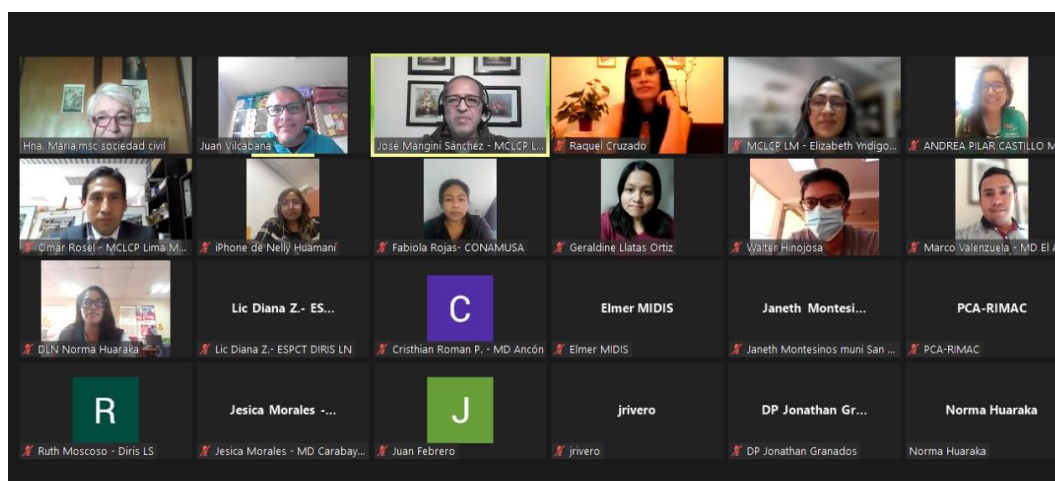 Hna. Maria msc sociedad civil
Juan Vilcabana
José Mangini Sánchez - MCLCP L...
Raquel Cruzado
MCLCP LM - Elizabeth Yndigo...
ANDREA PILAR CASTILLO M
Omar Rosel - MCLCP Lima M...
iPhone de Nelly Huamaní
Fabiola Rojas- CONAMUSA
Geraldine Llatas Ortiz
Walter Hinojosa
Marco Valenzuela - MD El A
DLN Norma Huaraka
Lic Diana Z.- ES...
Lic Diana Z.- ESPCT DIRIS LN
C
Cristhian Roman P. - MD Ancón
Elmer MIDIS
Elmer MIDIS
Janeth Montesi...
Janeth Montesinos muni San ...
PCA-RIMAC
PCA-RIMAC
R
Ruth Moscoso - Diris LS
Jesica Morales -...
Jesica Morales - MD Carabay...
J
Juan Febrero
jrivero
jrivero
DP Jonathan Gr...
DP Jonathan Granados
Norma Huaraka
Norma Huaraka